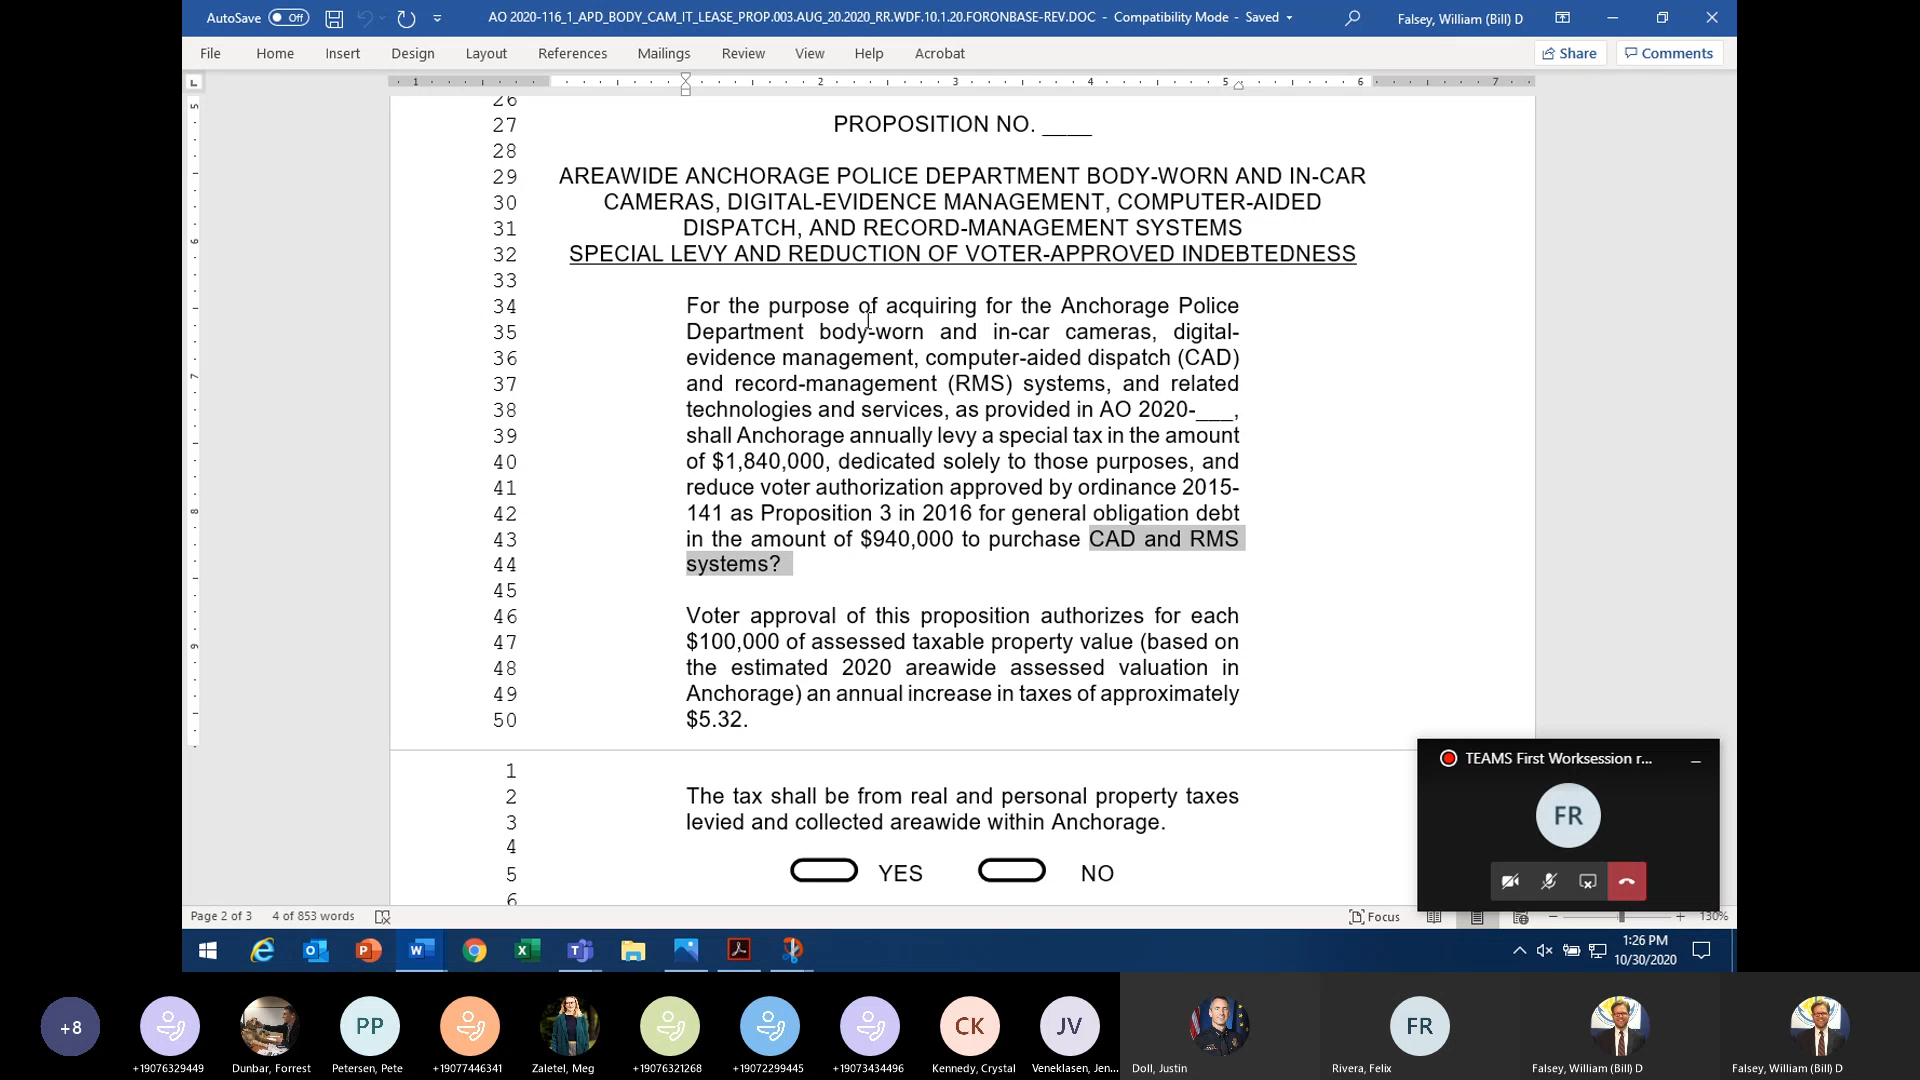 AutoSave Off AO 2020-116_1_APD_BODY_CAM_IT_LEASE_PROP.003.AUG_20.2020_RR.WDF.10.1.20.FORONBASE-REV.DOC - Compatibility Mode - Saved Falsey, William (Bill) D
File Home Insert Design Layout References Mailings Review View Help Acrobat Share Comments
1 2 3 4 5 6 7
26
27 PROPOSITION NO. ____
28
29 AREAWIDE ANCHORAGE POLICE DEPARTMENT BODY-WORN AND IN-CAR
30 CAMERAS, DIGITAL-EVIDENCE MANAGEMENT, COMPUTER-AIDED
31 DISPATCH, AND RECORD-MANAGEMENT SYSTEMS
32 SPECIAL LEVY AND REDUCTION OF VOTER-APPROVED INDEBTEDNESS
33
34 For the purpose of acquiring for the Anchorage Police
35 Department body-worn and in-car cameras, digital-
36 evidence management, computer-aided dispatch (CAD)
37 and record-management (RMS) systems, and related
38 technologies and services, as provided in AO 2020-___,
39 shall Anchorage annually levy a special tax in the amount
40 of $1,840,000, dedicated solely to those purposes, and
41 reduce voter authorization approved by ordinance 2015-
42 141 as Proposition 3 in 2016 for general obligation debt
43 in the amount of $940,000 to purchase CAD and RMS
44 systems?
45
46 Voter approval of this proposition authorizes for each
47 $100,000 of assessed taxable property value (based on
48 the estimated 2020 areawide assessed valuation in
49 Anchorage) an annual increase in taxes of approximately
50 $5.32.
1
2 The tax shall be from real and personal property taxes
3 levied and collected areawide within Anchorage.
4
5 YES NO
6
TEAMS First Worksession r...
FR
Page 2 of 3 4 of 853 words Focus 130%
1:26 PM
10/30/2020
+8 PP CK JV FR
+19076329449 Dunbar, Forrest Petersen, Pete +19077446341 Zaletel, Meg +19076321268 +19072299445 +19073434496 Kennedy, Crystal Veneklasen, Jen... Doll, Justin Rivera, Felix Falsey, William (Bill) D Falsey, William (Bill) D